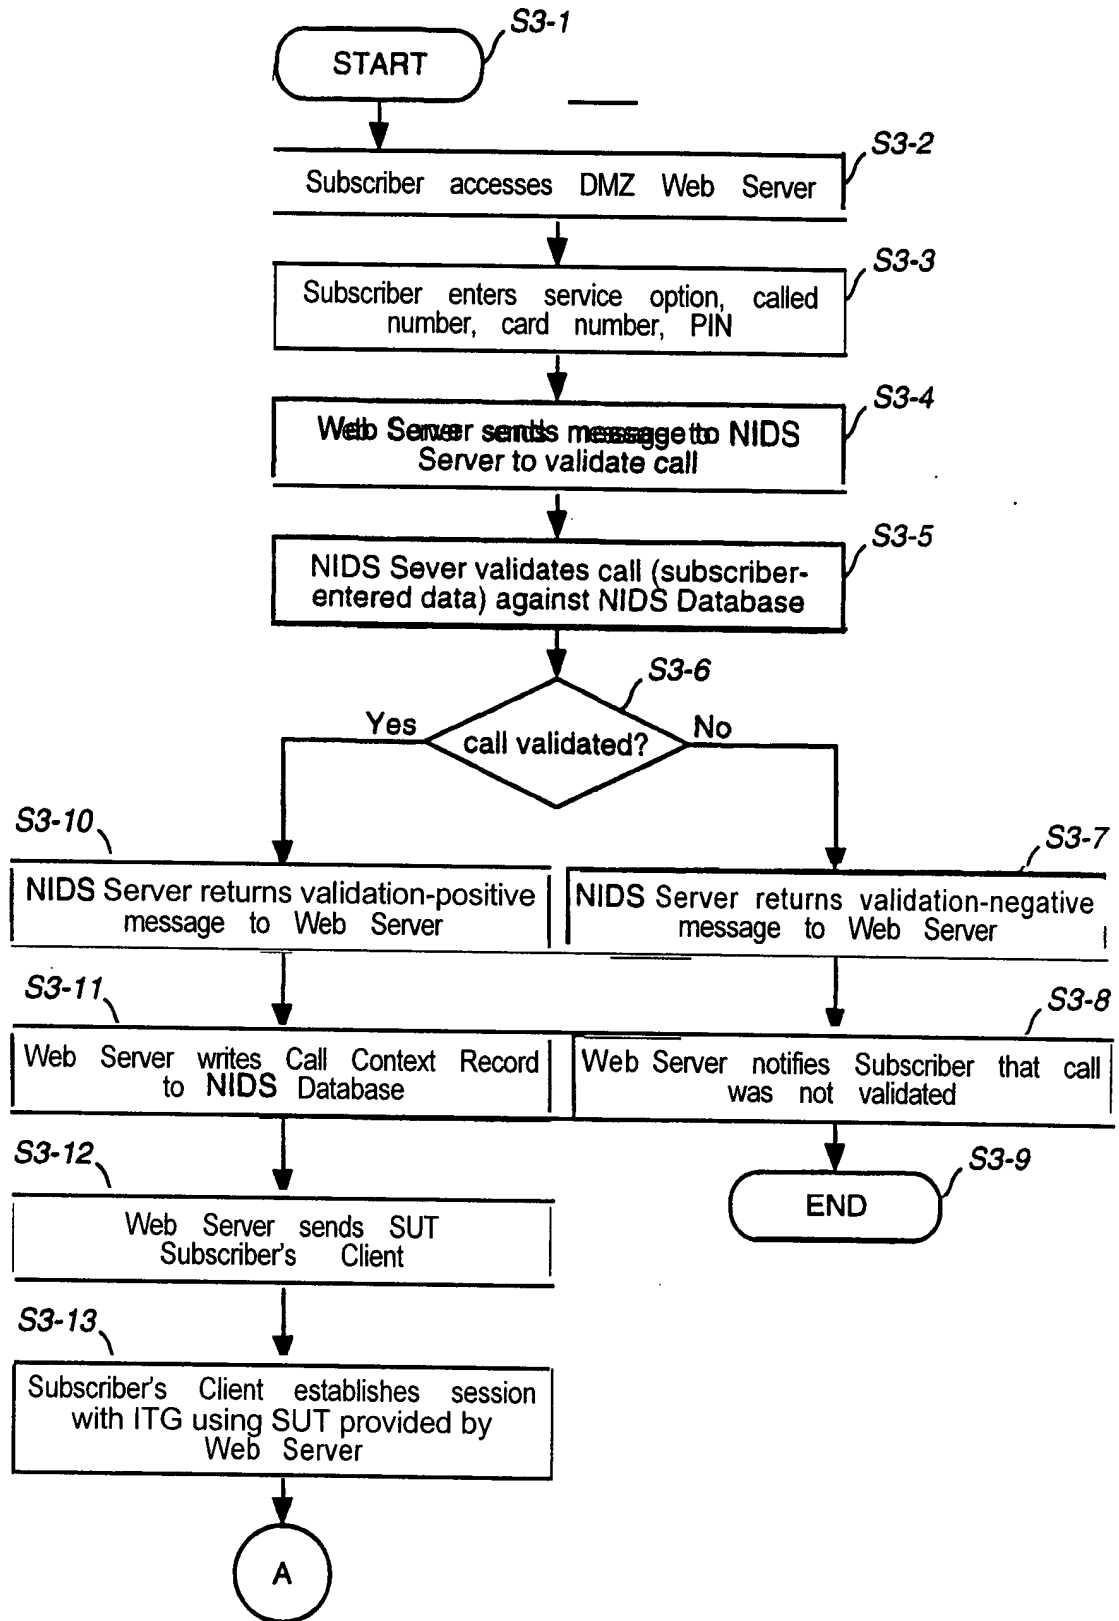 S3-1
START
S3-2
Subscriber accesses DMZ Web Server
S3-3
Subscriber enters service option, called
number, card number, PIN
S3-4
Web Server sends message to NIDS
Server to validate call
S3-5
NIDS Sever validates call (subscriber-
entered data) against NIDS Database
S3-6
Yes
call validated?
No
S3-10
NIDS Server returns validation-positive
message to Web Server
S3-7
NIDS Server returns validation-negative
message to Web Server
S3-11
Web Server writes Call Context Record
to NIDS Database
S3-8
Web Server notifies Subscriber that call
was not validated
S3-12
Web Server sends SUT
Subscriber's Client
S3-9
END
S3-13
Subscriber's Client establishes session
with ITG using SUT provided by
Web Server
A